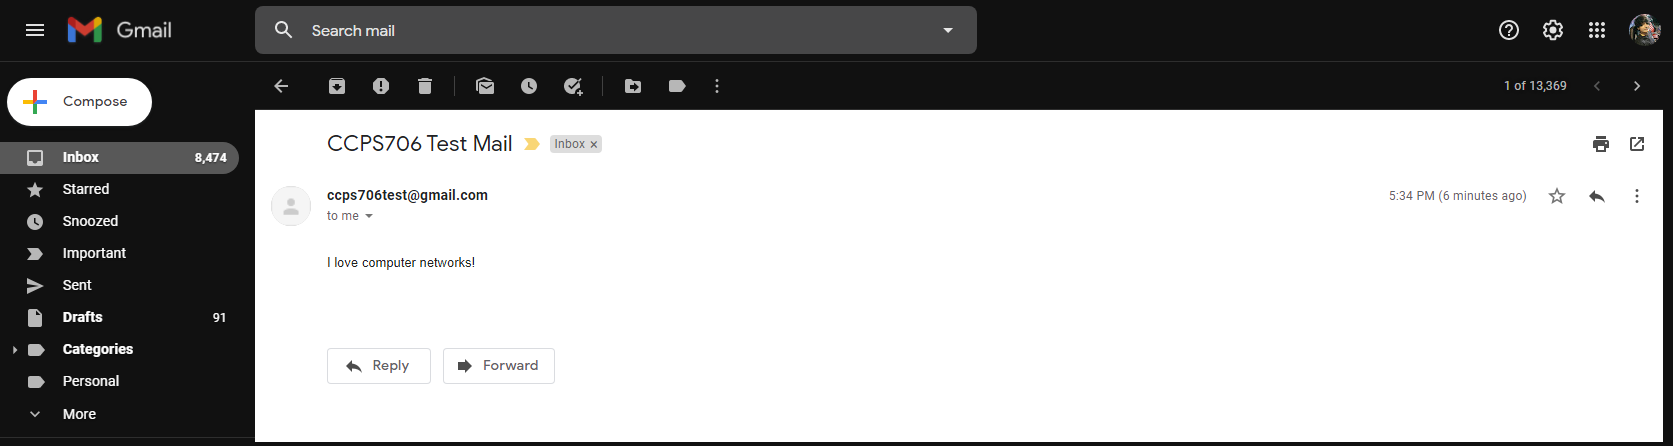 Gmail
Search mail
Compose
1 of 13,369
Inbox 8,474
Starred
Snoozed
Important
Sent
Drafts 91
Categories
Personal
More
CCPS706 Test Mail Inbox x
ccps706test@gmail.com 5:34 PM (6 minutes ago)
to me
I love computer networks!
Reply Forward